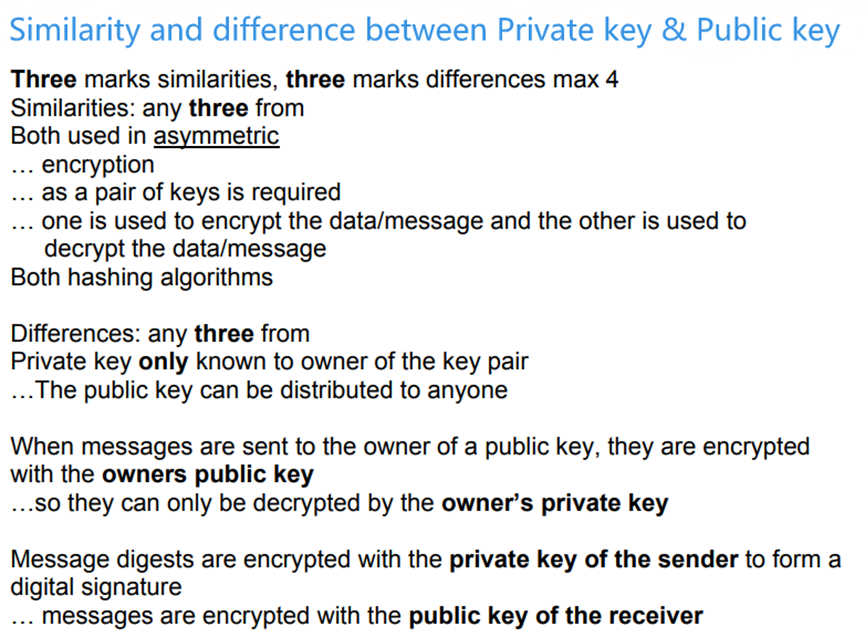 Similarity and difference between Private key & Public key
Three marks similarities, three marks differences max 4
Similarities: any three from
Both used in asymmetric
… encryption
… as a pair of keys is required
… one is used to encrypt the data/message and the other is used to
decrypt the data/message
Both hashing algorithms
Differences: any three from
Private key only known to owner of the key pair
…The public key can be distributed to anyone
When messages are sent to the owner of a public key, they are encrypted
with the owners public key
…so they can only be decrypted by the owner’s private key
Message digests are encrypted with the private key of the sender to form a
digital signature
… messages are encrypted with the public key of the receiver